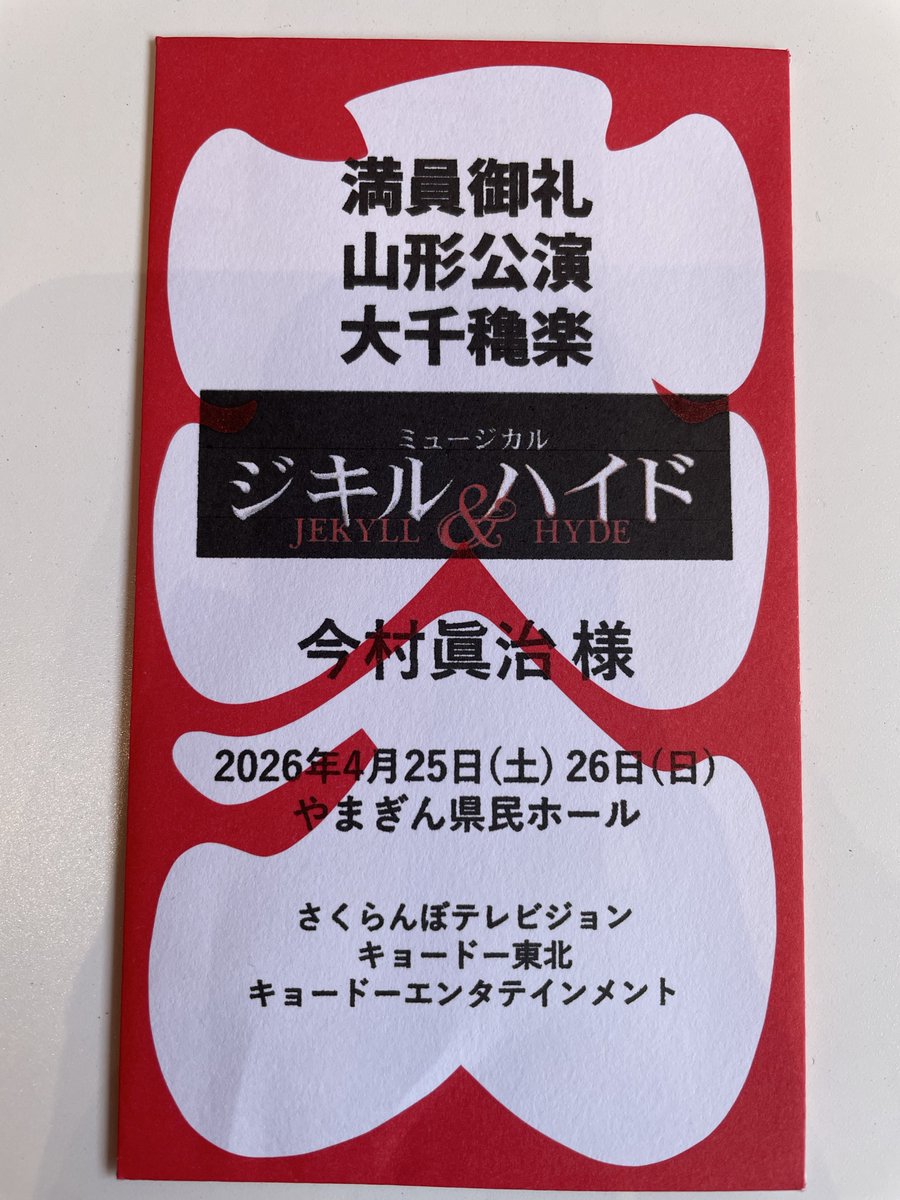 満員御礼
山形公演
大千穐楽
ミュージカル
ジキル&ハイド
JEKYLL & HYDE
今村眞治 様
2026年4月25日(土) 26日(日)
やまぎん県民ホール
さくらんぼテレビジョン
キョードー東北
キョードーエンタテインメント